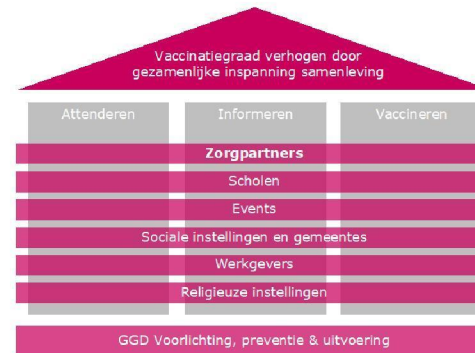 Vaccinatiegraad verhogen door
gezamenlijke inspanning samenleving
Attenderen Informeren Vaccineren
Zorgpartners
Scholen
Events
Sociale instellingen en gemeentes
Werkgevers
Religieuze instellingen
GGD Voorlichting, preventie & uitvoering